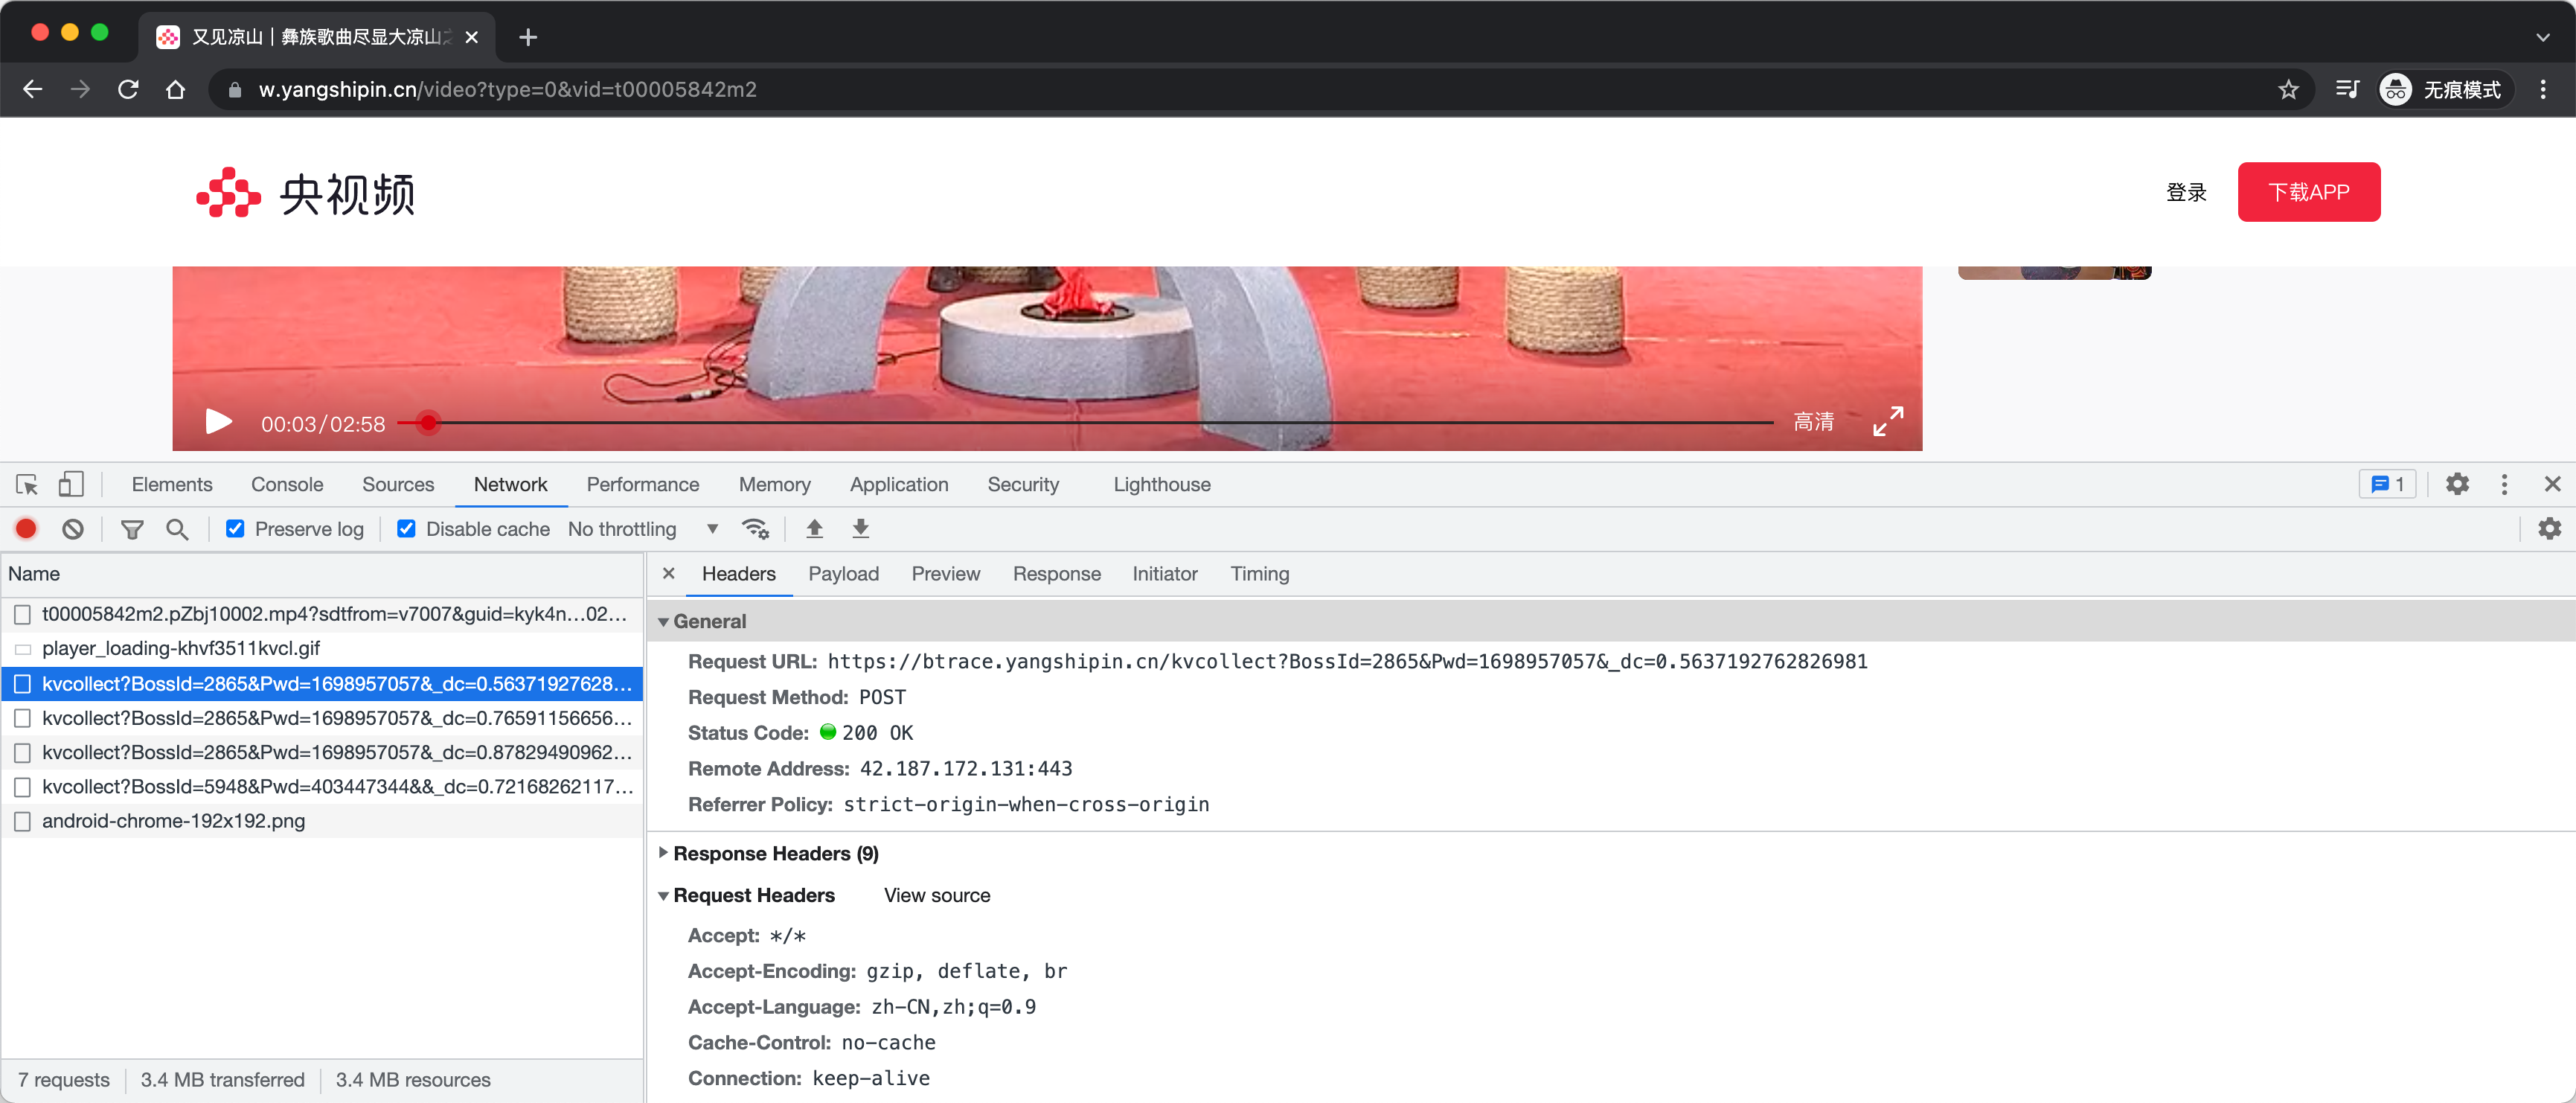 又见凉山｜彝族歌曲尽显大凉山
w.yangshipin.cn/video?type=0&vid=t00005842m2
无痕模式
央视频
登录
下载APP
00:03/02:58
高清
Elements Console Sources Network Performance Memory Application Security Lighthouse 1
Preserve log Disable cache No throttling
Name
Headers Payload Preview Response Initiator Timing
t00005842m2.pZbj10002.mp4?sdtfrom=v7007&guid=kyk4n…02…
player_loading-khvf3511kvcl.gif
kvcollect?BossId=2865&Pwd=1698957057&_dc=0.56371927628…
kvcollect?BossId=2865&Pwd=1698957057&_dc=0.76591156656…
kvcollect?BossId=2865&Pwd=1698957057&_dc=0.87829490962…
kvcollect?BossId=5948&Pwd=403447344&&_dc=0.72168262117…
android-chrome-192x192.png
7 requests 3.4 MB transferred 3.4 MB resources
General
Request URL: https://btrace.yangshipin.cn/kvcollect?BossId=2865&Pwd=1698957057&_dc=0.5637192762826981
Request Method: POST
Status Code: 200 OK
Remote Address: 42.187.172.131:443
Referrer Policy: strict-origin-when-cross-origin
Response Headers (9)
Request Headers View source
Accept: */*
Accept-Encoding: gzip, deflate, br
Accept-Language: zh-CN,zh;q=0.9
Cache-Control: no-cache
Connection: keep-alive